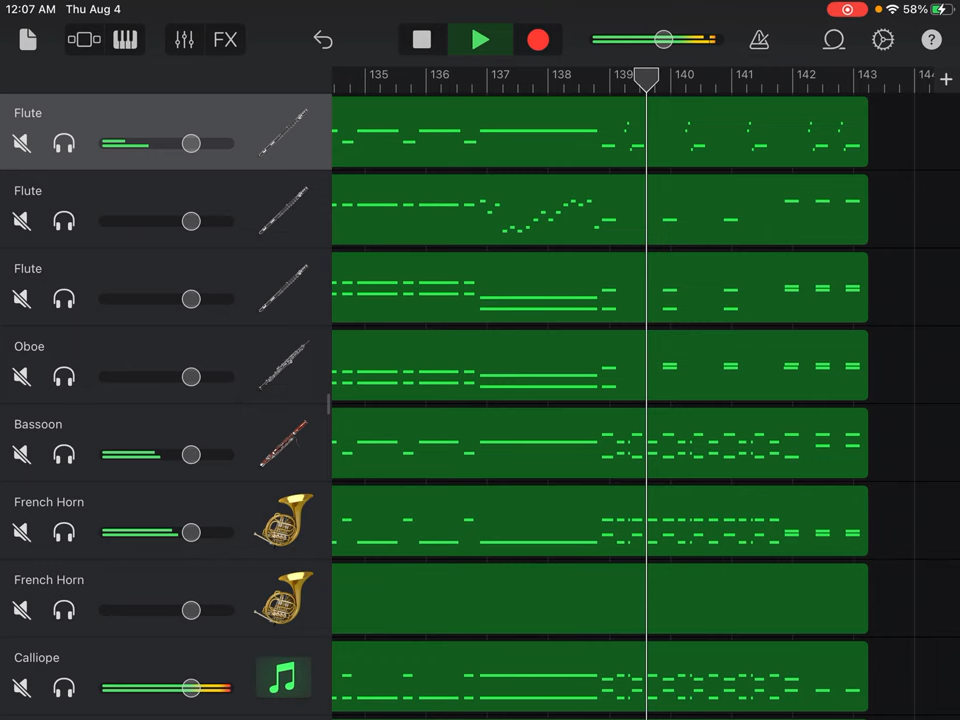 12:07 AM Thu Aug 4
58%
FX
?
135 136 137 138 139 140 141 142 143
+
Flute
Flute
Flute
Oboe
Bassoon
French Horn
French Horn
Calliope